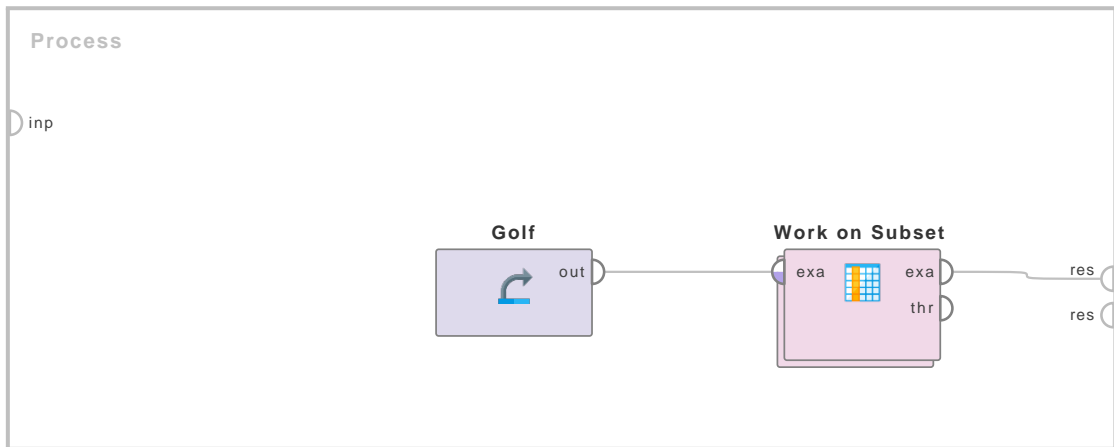 Process
inp
Golf
out
Work on Subset
exa
exa
thr
res
res